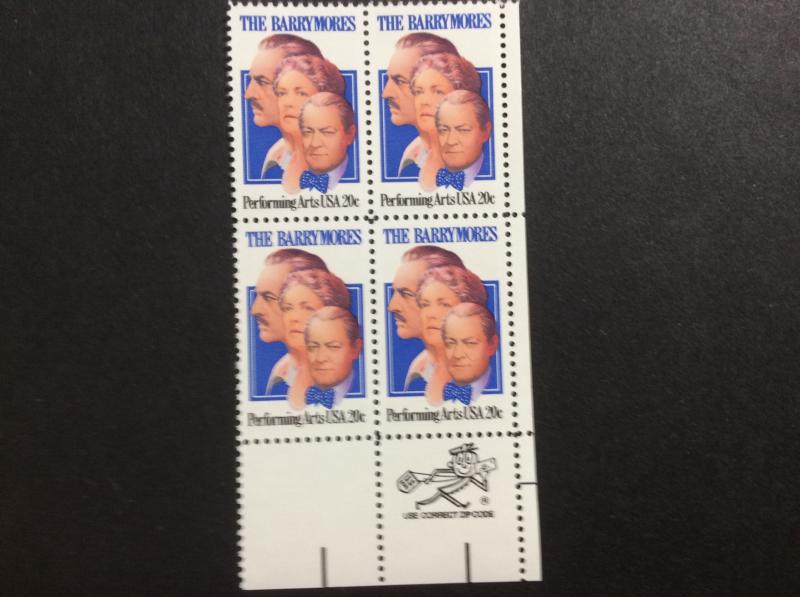 THE BARRYMORES
THE BARRYMORES
Performing Arts USA 20c
Performing Arts USA 20c
THE BARRYMORES
THE BARRYMORES
Performing Arts USA 20c
Performing Arts USA 20c
®
USE CORRECT ZIP CODE